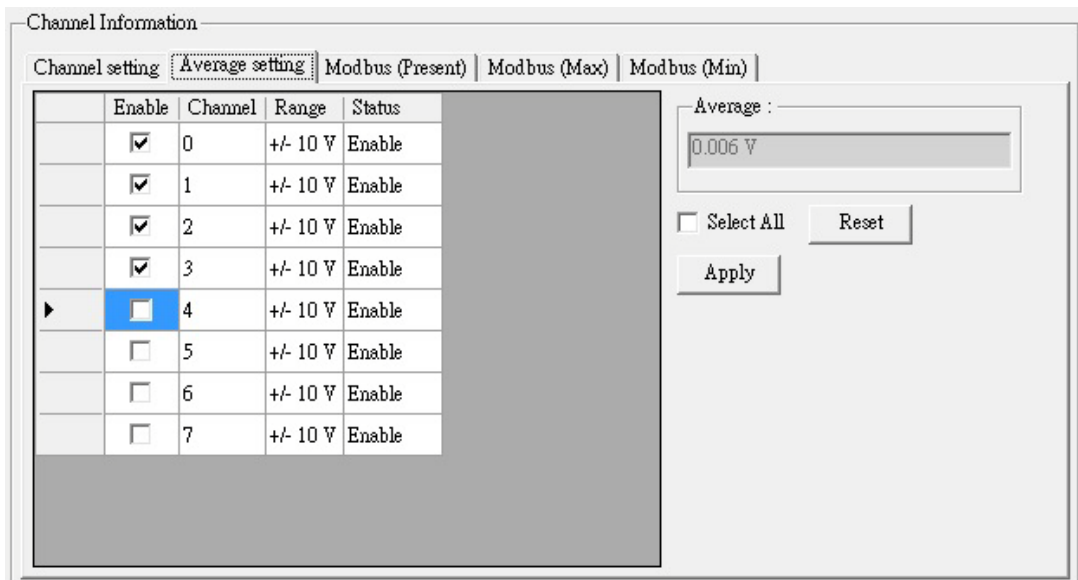 Channel Information
Channel setting Average setting Modbus (Present) Modbus (Max) Modbus (Min)
Enable Channel Range Status
0 +/- 10 V Enable
1 +/- 10 V Enable
2 +/- 10 V Enable
3 +/- 10 V Enable
4 +/- 10 V Enable
5 +/- 10 V Enable
6 +/- 10 V Enable
7 +/- 10 V Enable
Average :
0.006 V
Select All Reset
Apply